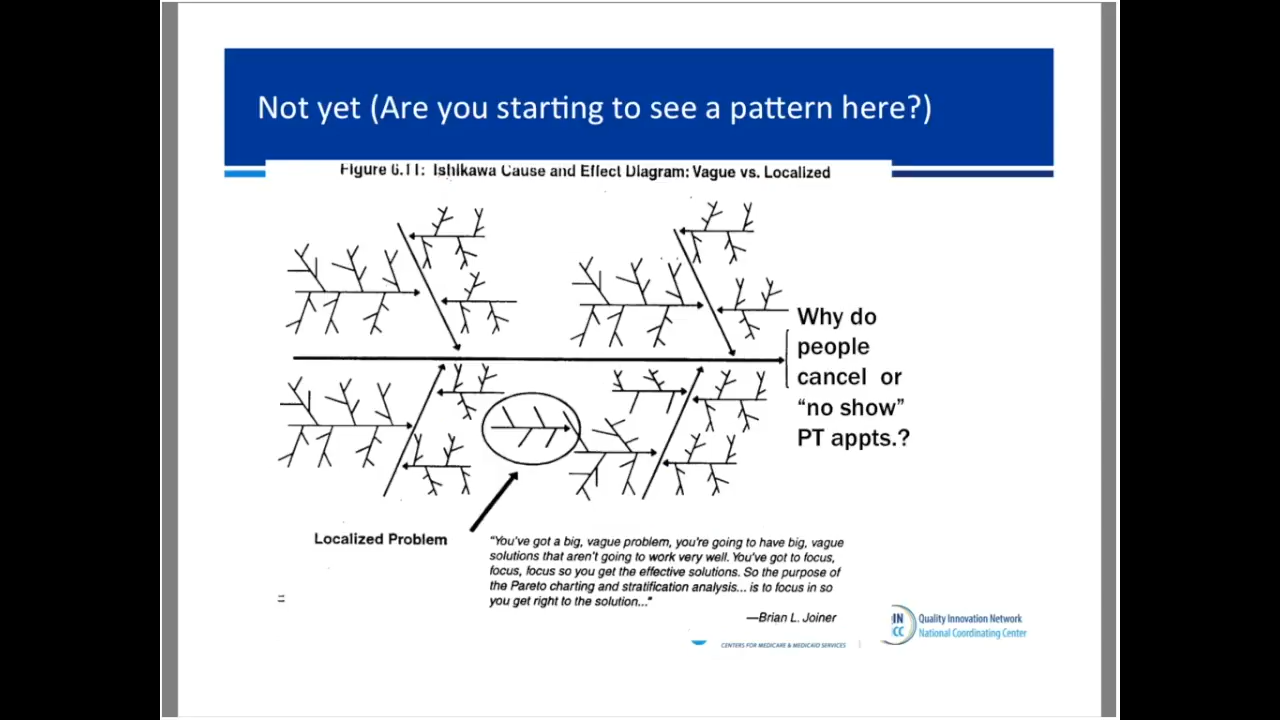 Not yet (Are you starting to see a pattern here?)
Figure 6.11: Ishikawa Cause and Effect Diagram: Vague vs. Localized
Why do
people
cancel or
“no show”
PT appts.?
Localized Problem
“You've got a big, vague problem, you're going to have big, vague
solutions that aren't going to work very well. You've got to focus,
focus, focus so you get the effective solutions. So the purpose of
the Pareto charting and stratification analysis... is to focus in so
you get right to the solution...”
—Brian L. Joiner
IN
CC
Quality Innovation Network
National Coordinating Center
CENTERS FOR MEDICARE & MEDICAID SERVICES